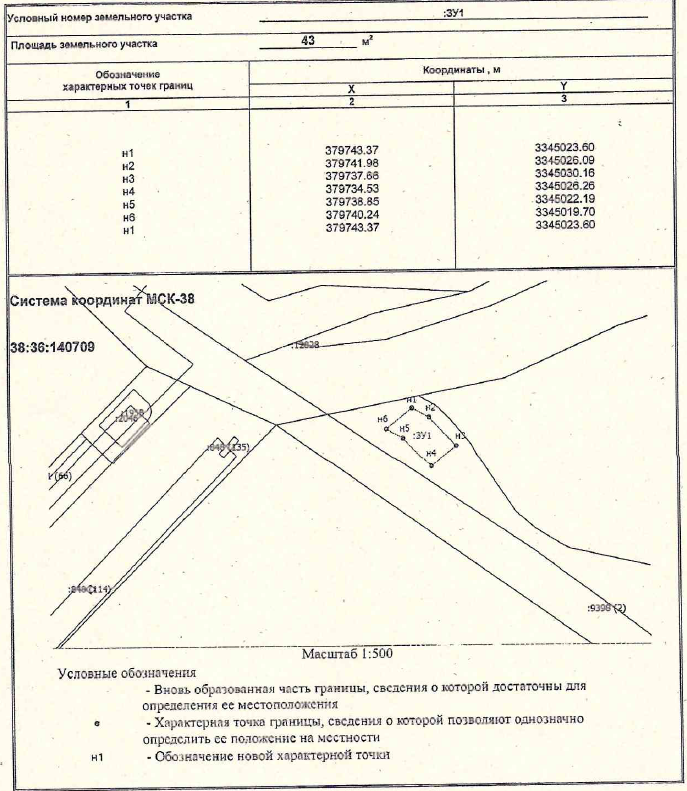 Условный номер земельного участка :ЗУ1
Площадь земельного участка 43 м²
Обозначение характерных точек границ
Координаты , м
X Y
1 2 3
н1 379743.37 3345023.60
н2 379741.98 3345026.09
н3 379737.66 3345030.16
н4 379734.53 3345026.26
н5 379738.85 3345022.19
н6 379740.24 3345019.70
н1 379743.37 3345023.60
Система координат МСК-38
38:36:140709
:12828
н1
н2
:2046
н6
н5
:ЗУ1
н3
:848 (135)
н4
(66)
:848(114)
:9398 (2)
Масштаб 1:500
Условные обозначения
- Вновь образованная часть границы, сведения о которой достаточны для
определения ее местоположения
- Характерная точка границы, сведения о которой позволяют однозначно
определить ее положение на местности
н1 - Обозначение новой характерной точки